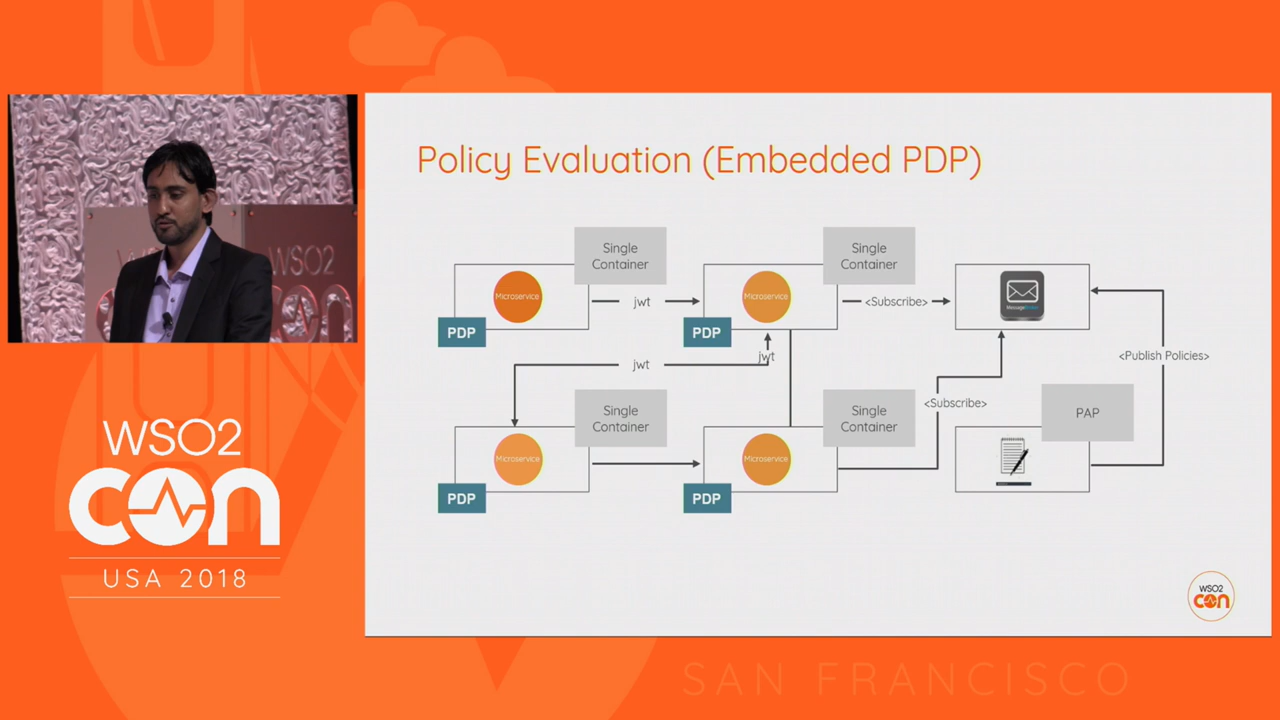 Policy Evaluation (Embedded PDP)
Single
Container
Single
Container
Microservice
jwt
Microservice
<Subscribe>
PDP
PDP
jwt
jwt
<Publish Policies>
Single
Container
Single
Container
<Subscribe>
PAP
Microservice
Microservice
PDP
PDP
WSO2
WSO2
con
USA 2018
WSO2
con
SAN FRANCISCO